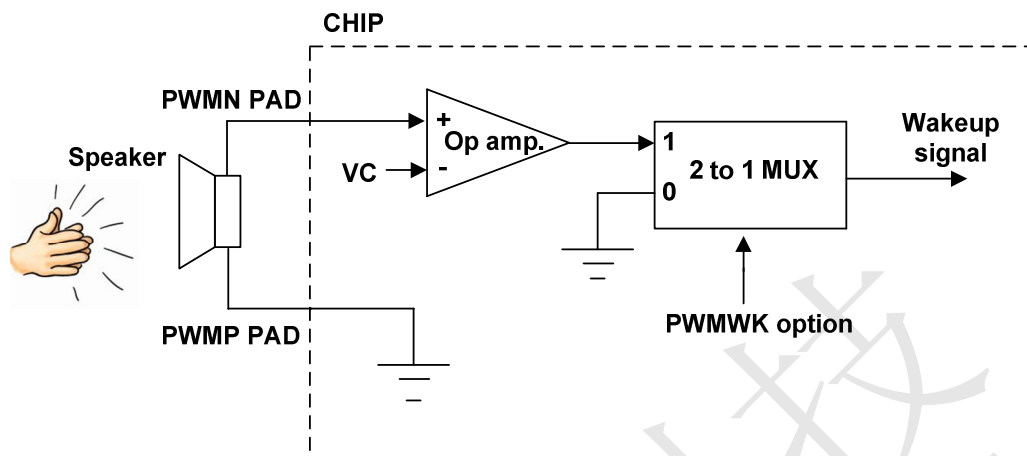 CHIP
PWMN PAD
Speaker
+
Op amp.
-
VC
1
2 to 1 MUX
0
Wakeup
signal
PWMP PAD
PWMWK option
技